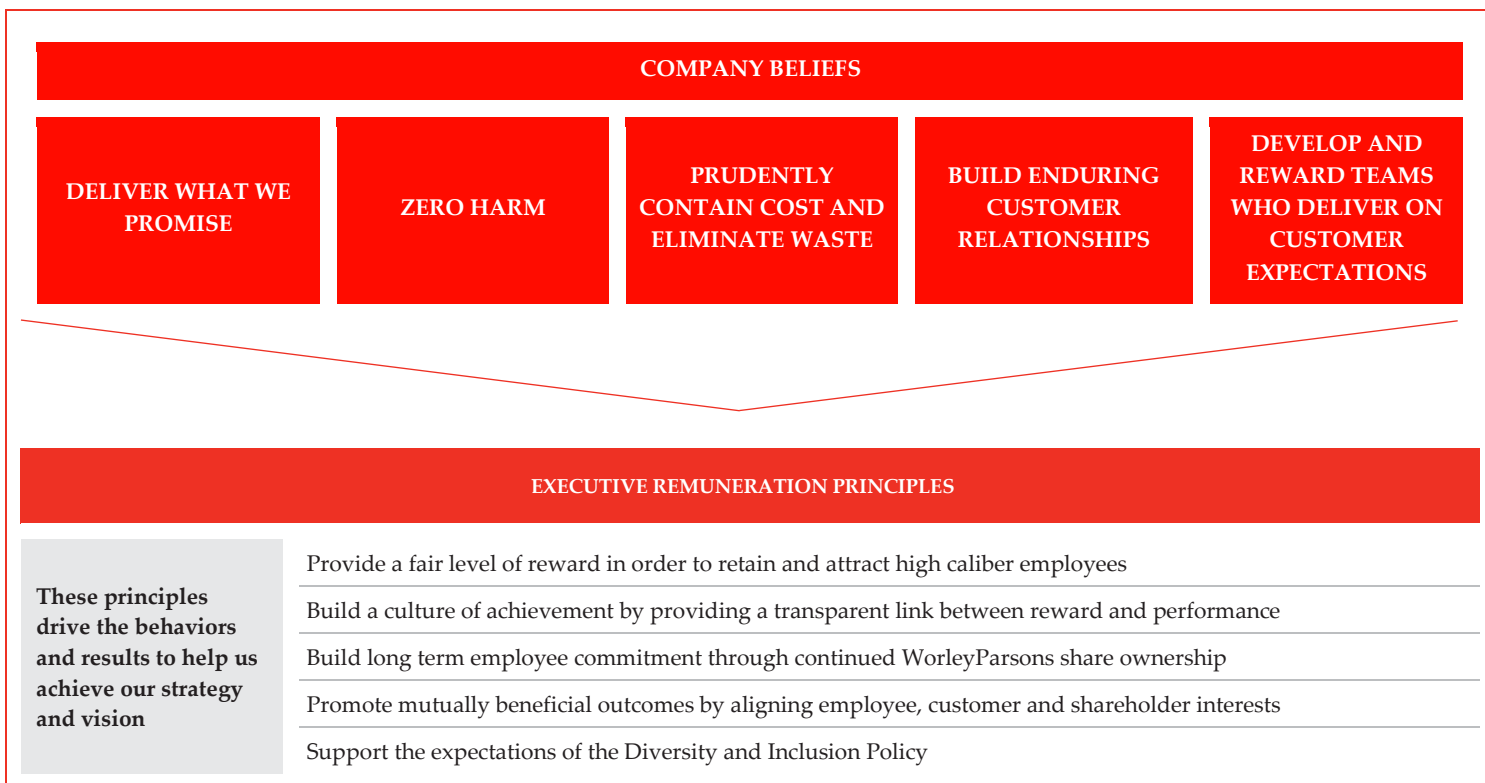 COMPANY BELIEFS
DELIVER WHAT WE
PROMISE
ZERO HARM
PRUDENTLY
CONTAIN COST AND
ELIMINATE WASTE
BUILD ENDURING
CUSTOMER
RELATIONSHIPS
DEVELOP AND
REWARD TEAMS
WHO DELIVER ON
CUSTOMER
EXPECTATIONS
EXECUTIVE REMUNERATION PRINCIPLES
These principles
drive the behaviors
and results to help us
achieve our strategy
and vision
Provide a fair level of reward in order to retain and attract high caliber employees
Build a culture of achievement by providing a transparent link between reward and performance
Build long term employee commitment through continued WorleyParsons share ownership
Promote mutually beneficial outcomes by aligning employee, customer and shareholder interests
Support the expectations of the Diversity and Inclusion Policy